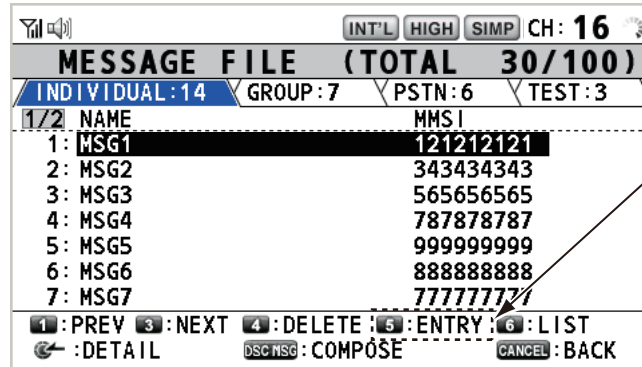 INT'L HIGH SIMP CH: 16
MESSAGE FILE (TOTAL 30/100)
INDIVIDUAL:14 GROUP:7 PSTN:6 TEST:3
1/2 NAME MMSI
1: MSG1 121212121
2: MSG2 343434343
3: MSG3 565656565
4: MSG4 787878787
5: MSG5 999999999
6: MSG6 888888888
7: MSG7 777777777
1 :PREV 3 :NEXT 4 :DELETE 5 :ENTRY 6 :LIST
:DETAIL DSC MSG :COMPOSE CANCEL :BACK